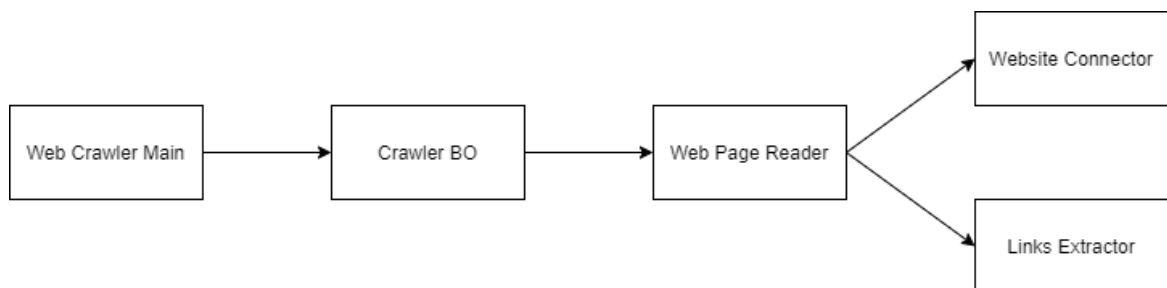 Website Connector
Web Crawler Main
Crawler BO
Web Page Reader
Links Extractor